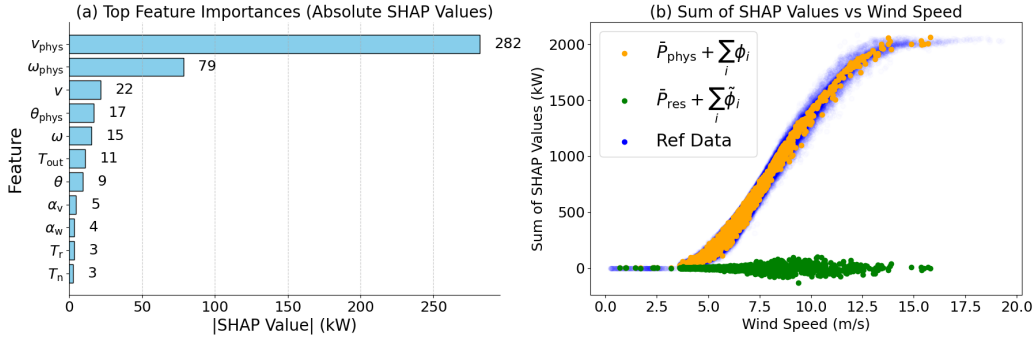 (a) Top Feature Importances (Absolute SHAP Values)
Feature
v_phys 282
ω_phys 79
v 22
θ_phys 17
ω 15
T_out 11
θ 9
α_v 5
α_w 4
T_r 3
T_n 3
0 50 100 150 200 250
|SHAP Value| (kW)
(b) Sum of SHAP Values vs Wind Speed
Sum of SHAP Values (kW)
2000
1500
1000
500
0
P̄_phys + ∑_i ϕ_i
P̄_res + ∑_i ϕ̃_i
Ref Data
0.0 2.5 5.0 7.5 10.0 12.5 15.0 17.5 20.0
Wind Speed (m/s)